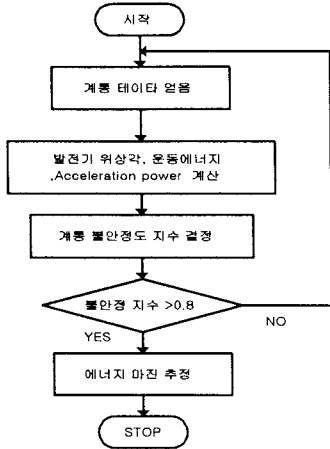 시작
계통 테이타 얻음
발전기 위상각, 운동에너지
,Acceleration power 계산
계통 불안정도 지수 결정
불안정 지수 >0.8
NO
YES
에너지 마진 추정
STOP